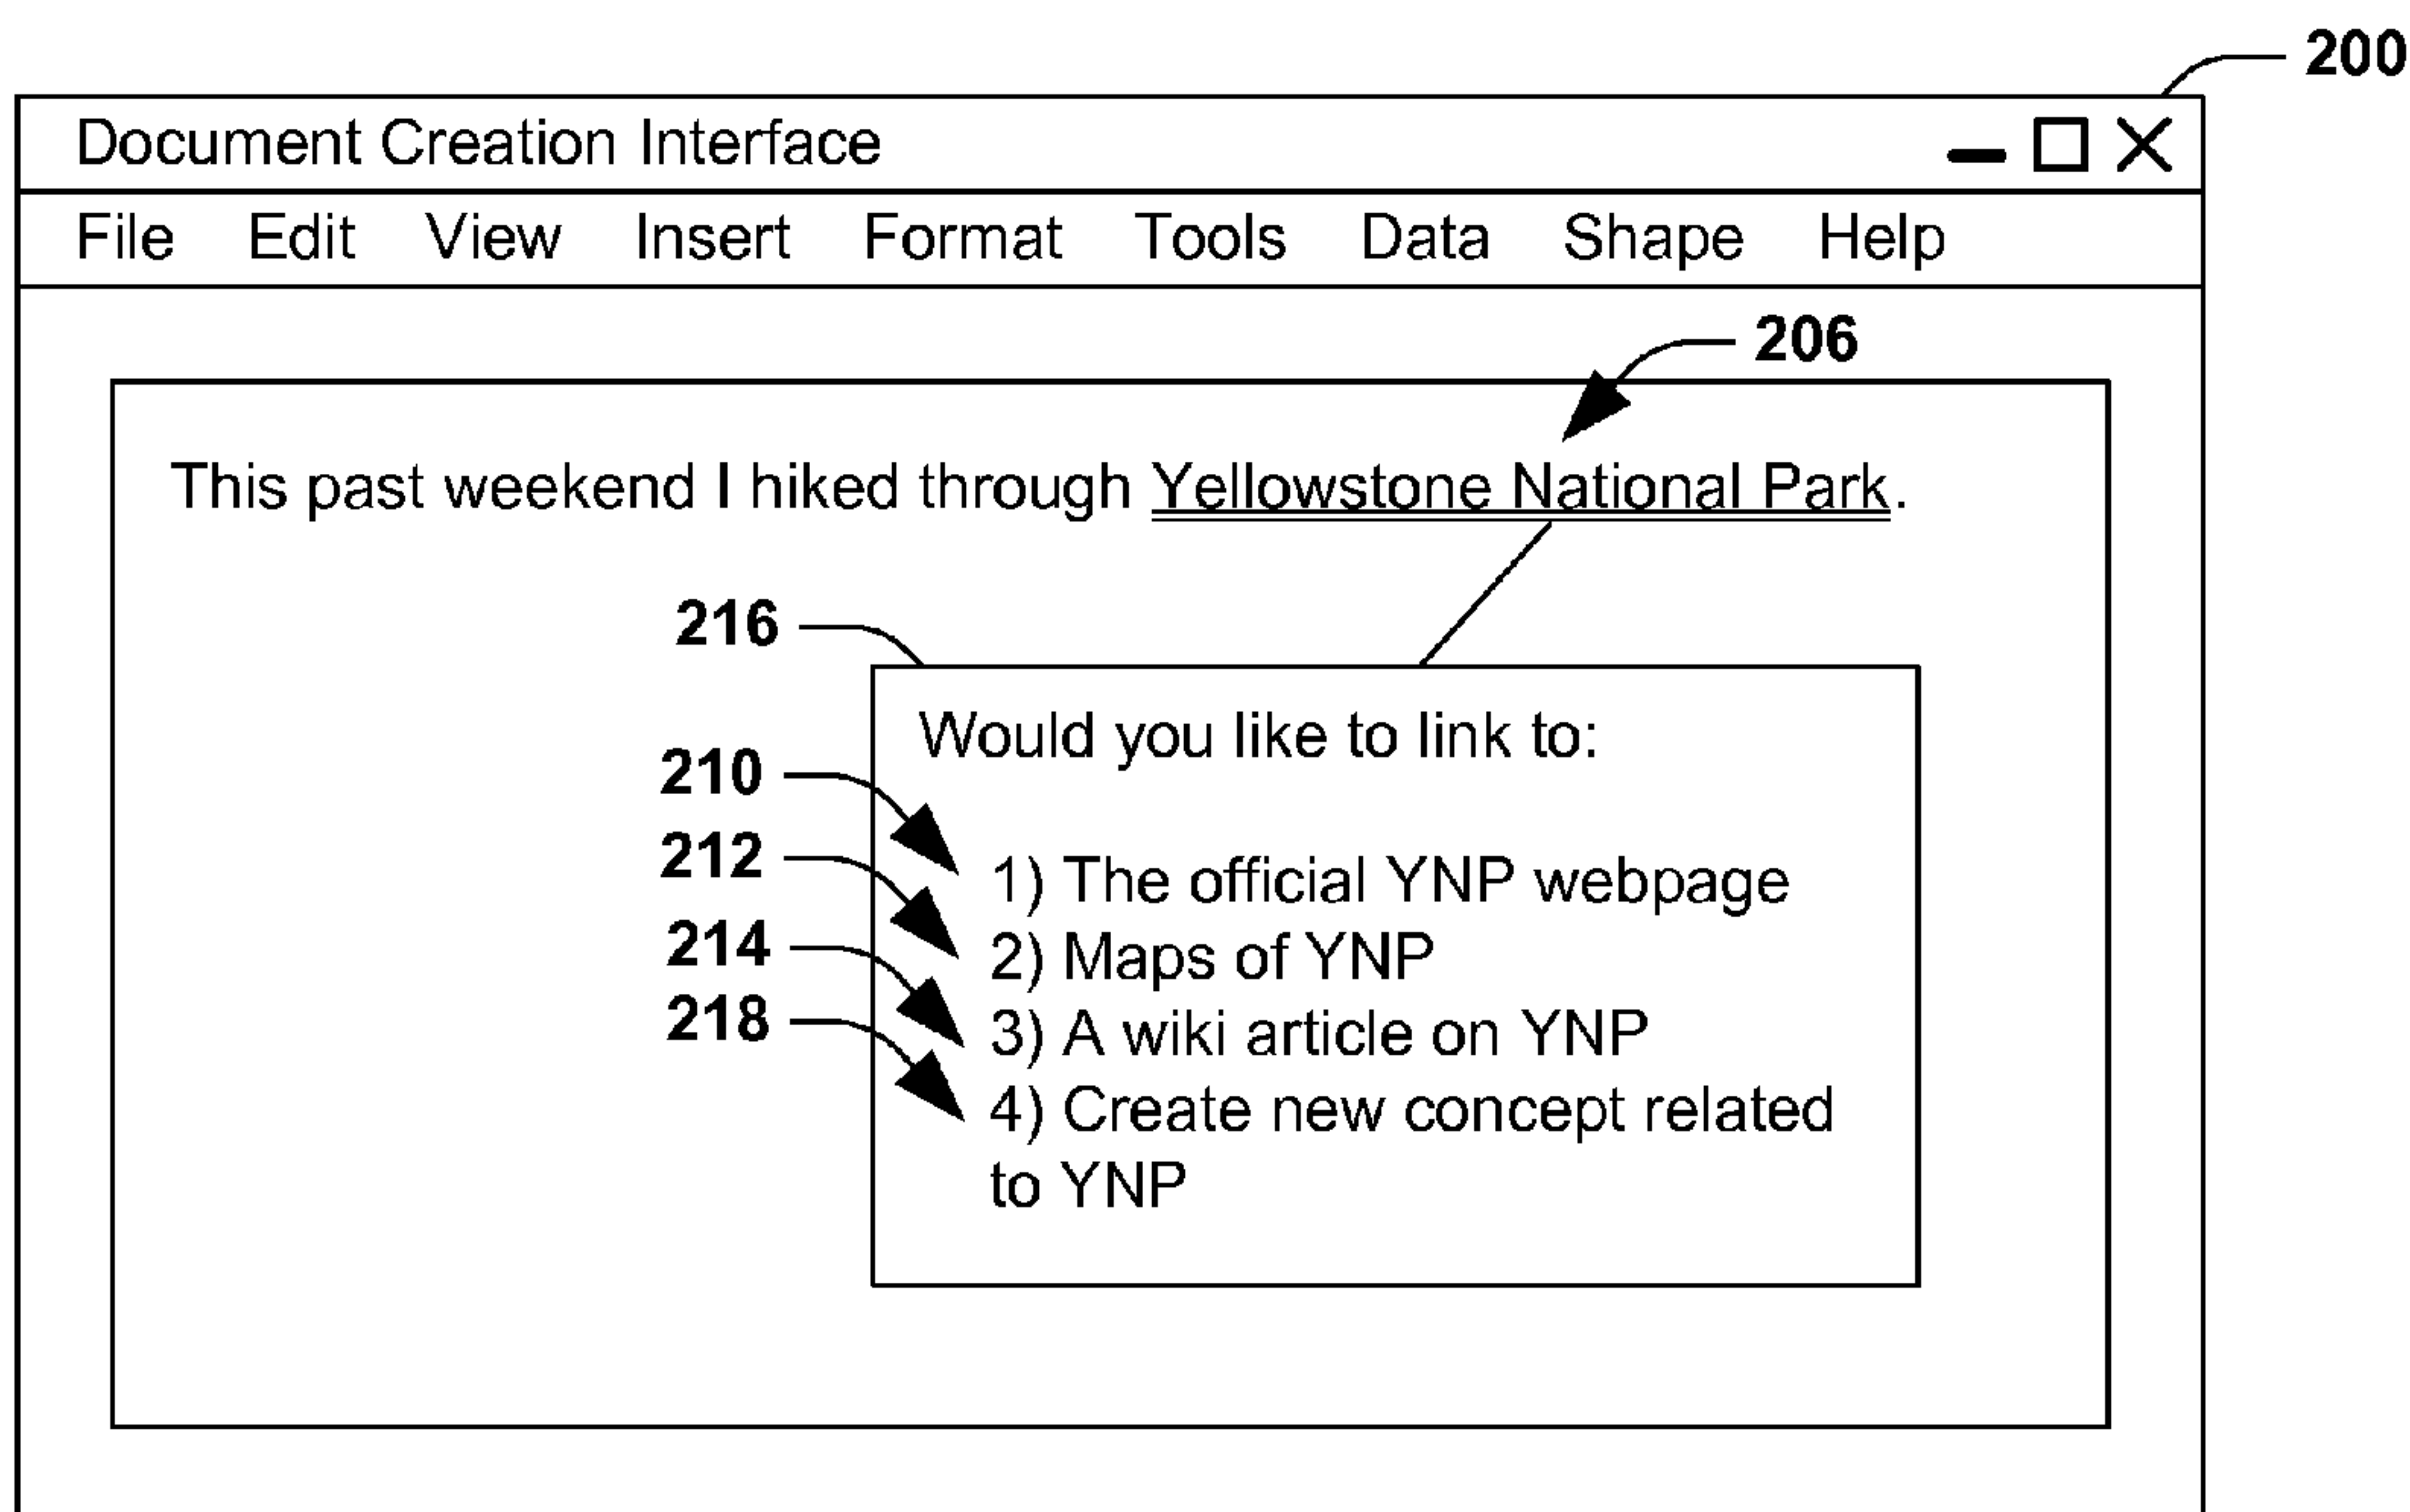 200
Document Creation Interface
File Edit View Insert Format Tools Data Shape Help
206
This past weekend I hiked through Yellowstone National Park.
216
Would you like to link to:
210
212
1) The official YNP webpage
214
2) Maps of YNP
218
3) A wiki article on YNP
4) Create new concept related
to YNP